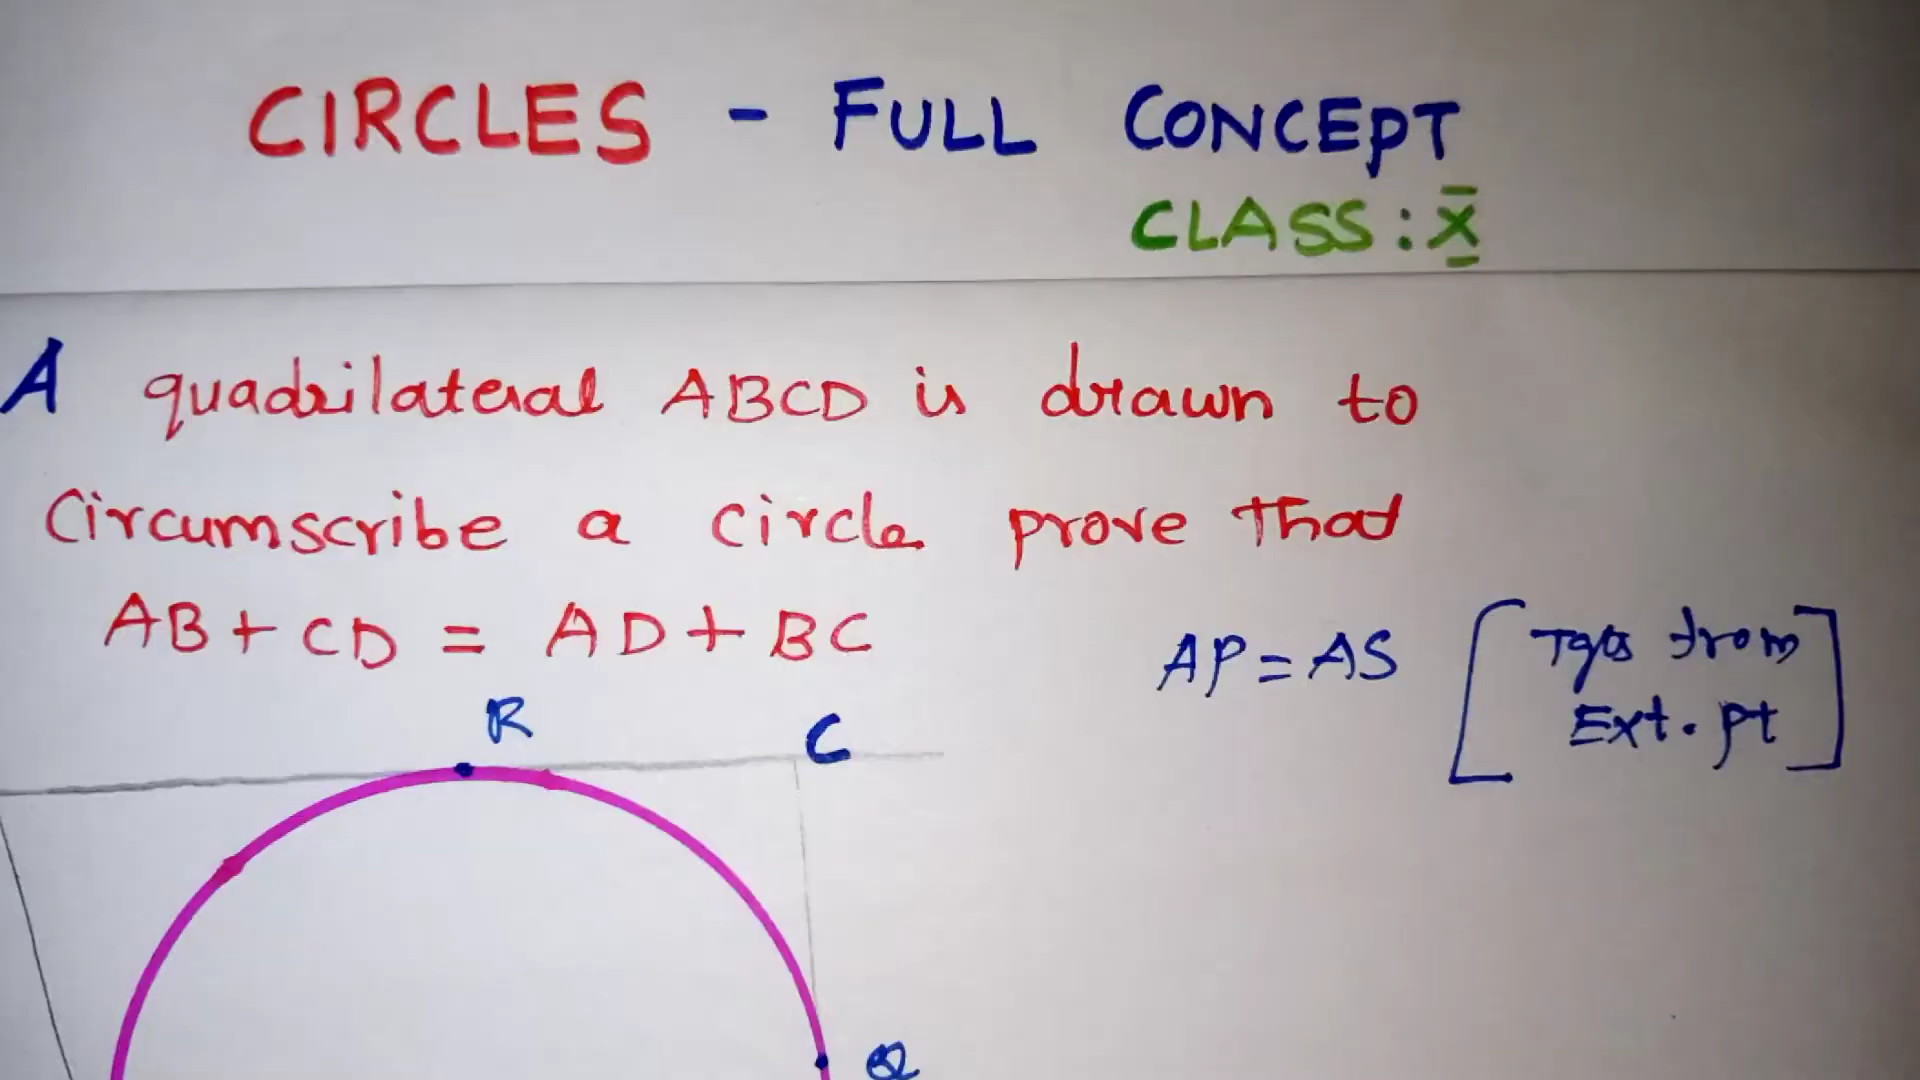 CIRCLES - FULL CONCEPT
CLASS: X
A quadrilateral ABCD is drawn to
Circumscribe a circle prove that
AB + CD = AD + BC
AP = AS [Tgts from
Ext. pt]
R
C
Q